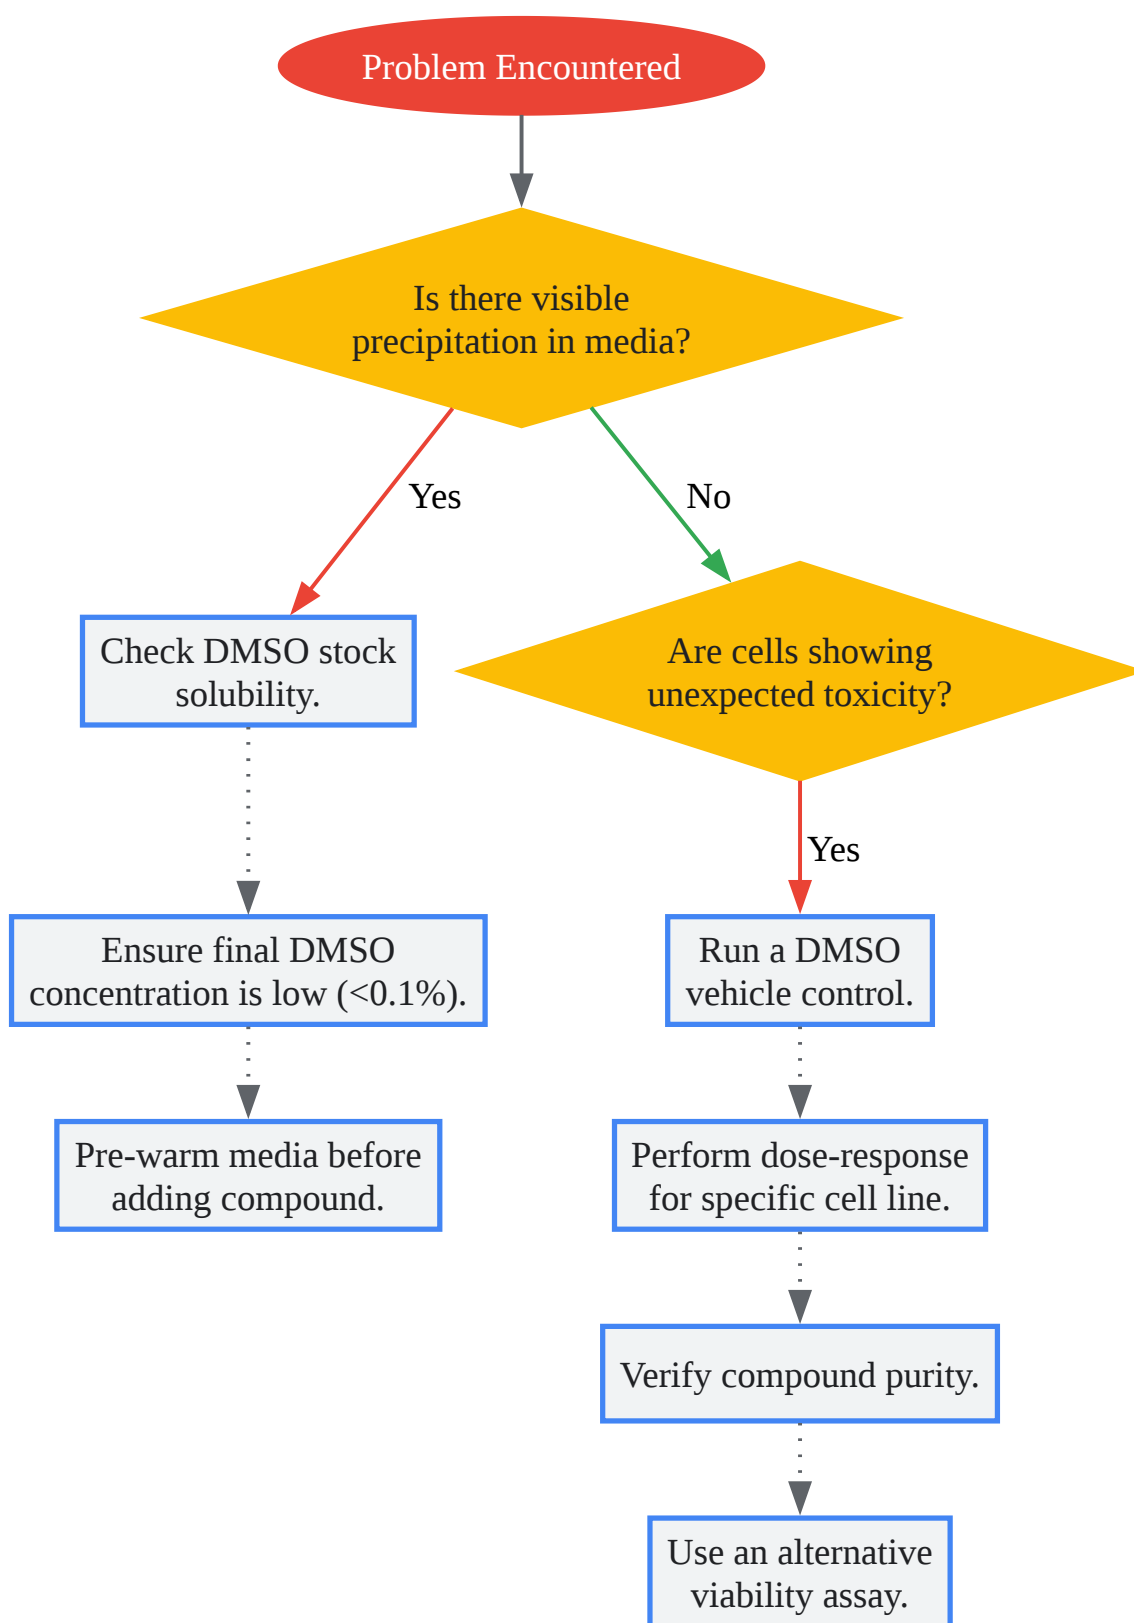 Problem Encountered
Is there visible
precipitation in media?
Yes
No
Check DMSO stock
solubility.
Are cells showing
unexpected toxicity?
Yes
Ensure final DMSO
concentration is low (<0.1%).
Run a DMSO
vehicle control.
Pre-warm media before
adding compound.
Perform dose-response
for specific cell line.
Verify compound purity.
Use an alternative
viability assay.